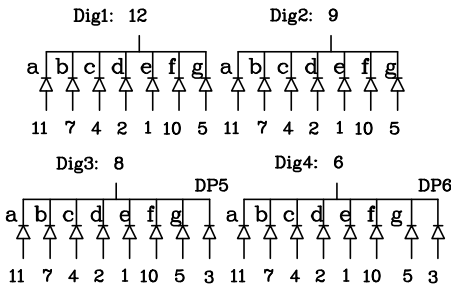 Dig1: 12 Dig2: 9
a b c d e f g a b c d e f g
11 7 4 2 1 10 5 11 7 4 2 1 10 5
Dig3: 8 Dig4: 6
DP5 DP6
a b c d e f g a b c d e f g
11 7 4 2 1 10 5 3 11 7 4 2 1 10 5 3